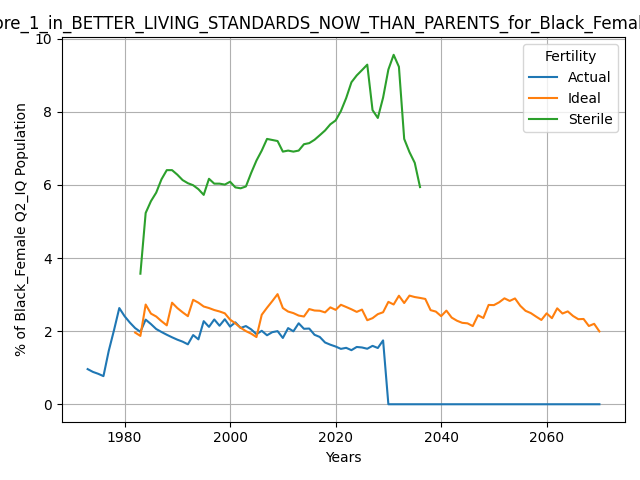 ore_1_in_BETTER_LIVING_STANDARDS_NOW_THAN_PARENTS_for_Black_Femal
Fertility
Actual
Ideal
Sterile
% of Black_Female Q2_IQ Population
10
8
6
4
2
0
1980
2000
2020
2040
2060
Years